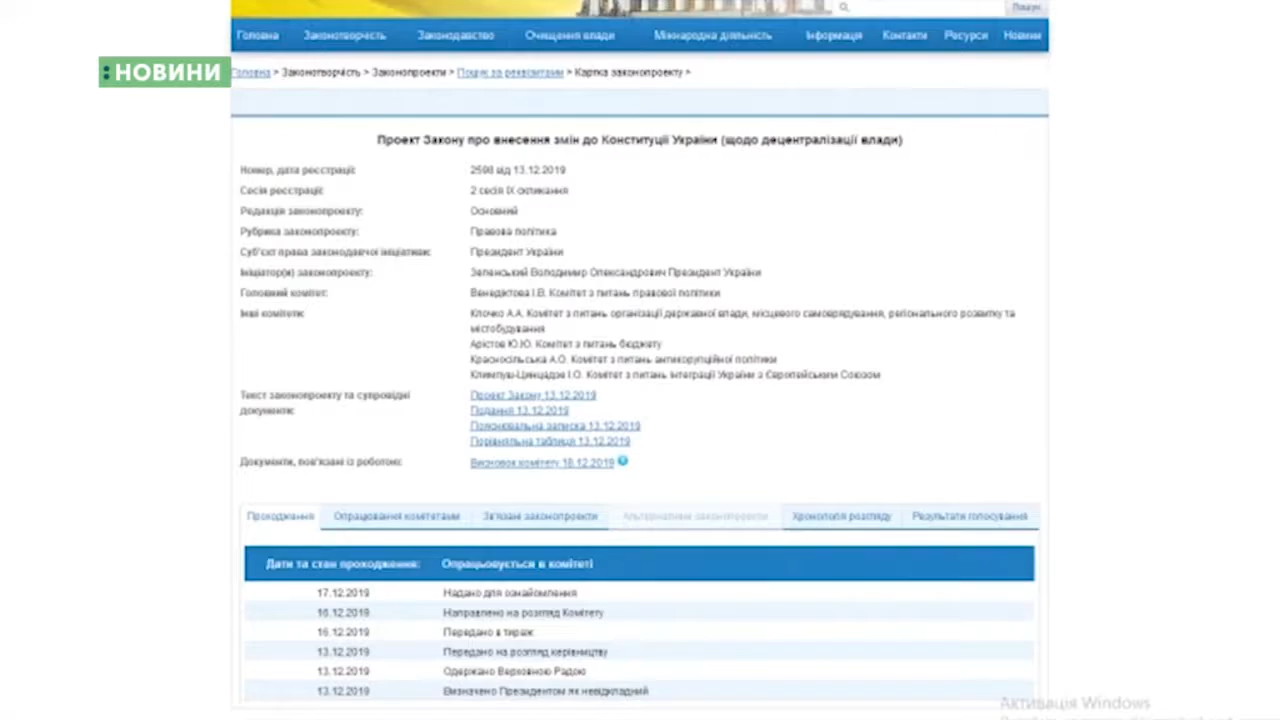 Пошук
Головна Законотворчість Законодавство Очищення влади Міжнародна діяльність Інформація Контакти Ресурси Новини
: НОВИНИ
Головна > Законотворчість > Законопроекти > Пошук за реквізитами > Картка законопроекту >
Проект Закону про внесення змін до Конституції України (щодо децентралізації влади)
Номер, дата реєстрації: 2598 від 13.12.2019
Сесія реєстрації: 2 сесія IX скликання
Редакція законопроекту: Основний
Рубрика законопроекту: Правова політика
Суб'єкт права законодавчої ініціативи: Президент України
Ініціатор(и) законопроекту: Зеленський Володимир Олександрович Президент України
Головний комітет: Венедіктова І.В. Комітет з питань правової політики
Інші комітети: Клочко А.А. Комітет з питань організації державної влади, місцевого самоврядування, регіонального розвитку та
містобудування
Арістов Ю.Ю. Комітет з питань бюджету
Красносільська А.О. Комітет з питань антикорупційної політики
Климпуш-Цинцадзе І.О. Комітет з питань інтеграції України з Європейським Союзом
Текст законопроекту та супровідні Проект Закону 13.12.2019
документи: Подання 13.12.2019
Пояснювальна записка 13.12.2019
Порівняльна таблиця 13.12.2019
Документи, пов'язані із роботою: Висновок комітету 18.12.2019
Проходження Опрацювання комітетами Зв'язані законопроекти Альтернативні законопроекти Хронологія розгляду Результати голосування
Дати та стан проходження: Опрацьовується в комітеті
17.12.2019 Надано для ознайомлення
16.12.2019 Направлено на розгляд Комітету
16.12.2019 Передано в тираж
13.12.2019 Передано на розгляд керівництву
13.12.2019 Одержано Верховною Радою
13.12.2019 Визначено Президентом як невідкладний
Активація Windows